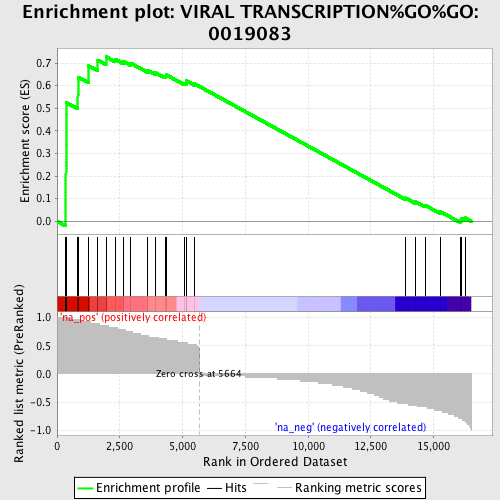 Enrichment plot: VIRAL TRANSCRIPTION%GO%GO:
0019083
Enrichment score (ES)
0.7
0.6
0.5
0.4
0.3
0.2
0.1
0.0
Ranked list metric (PreRanked)
1.0
0.5
0.0
-0.5
-1.0
'na_pos' (positively correlated)
Zero cross at 5664
'na_neg' (negatively correlated)
0
2,500
5,000
7,500
10,000
12,500
15,000
Rank in Ordered Dataset
Enrichment profile
Hits
Ranking metric scores